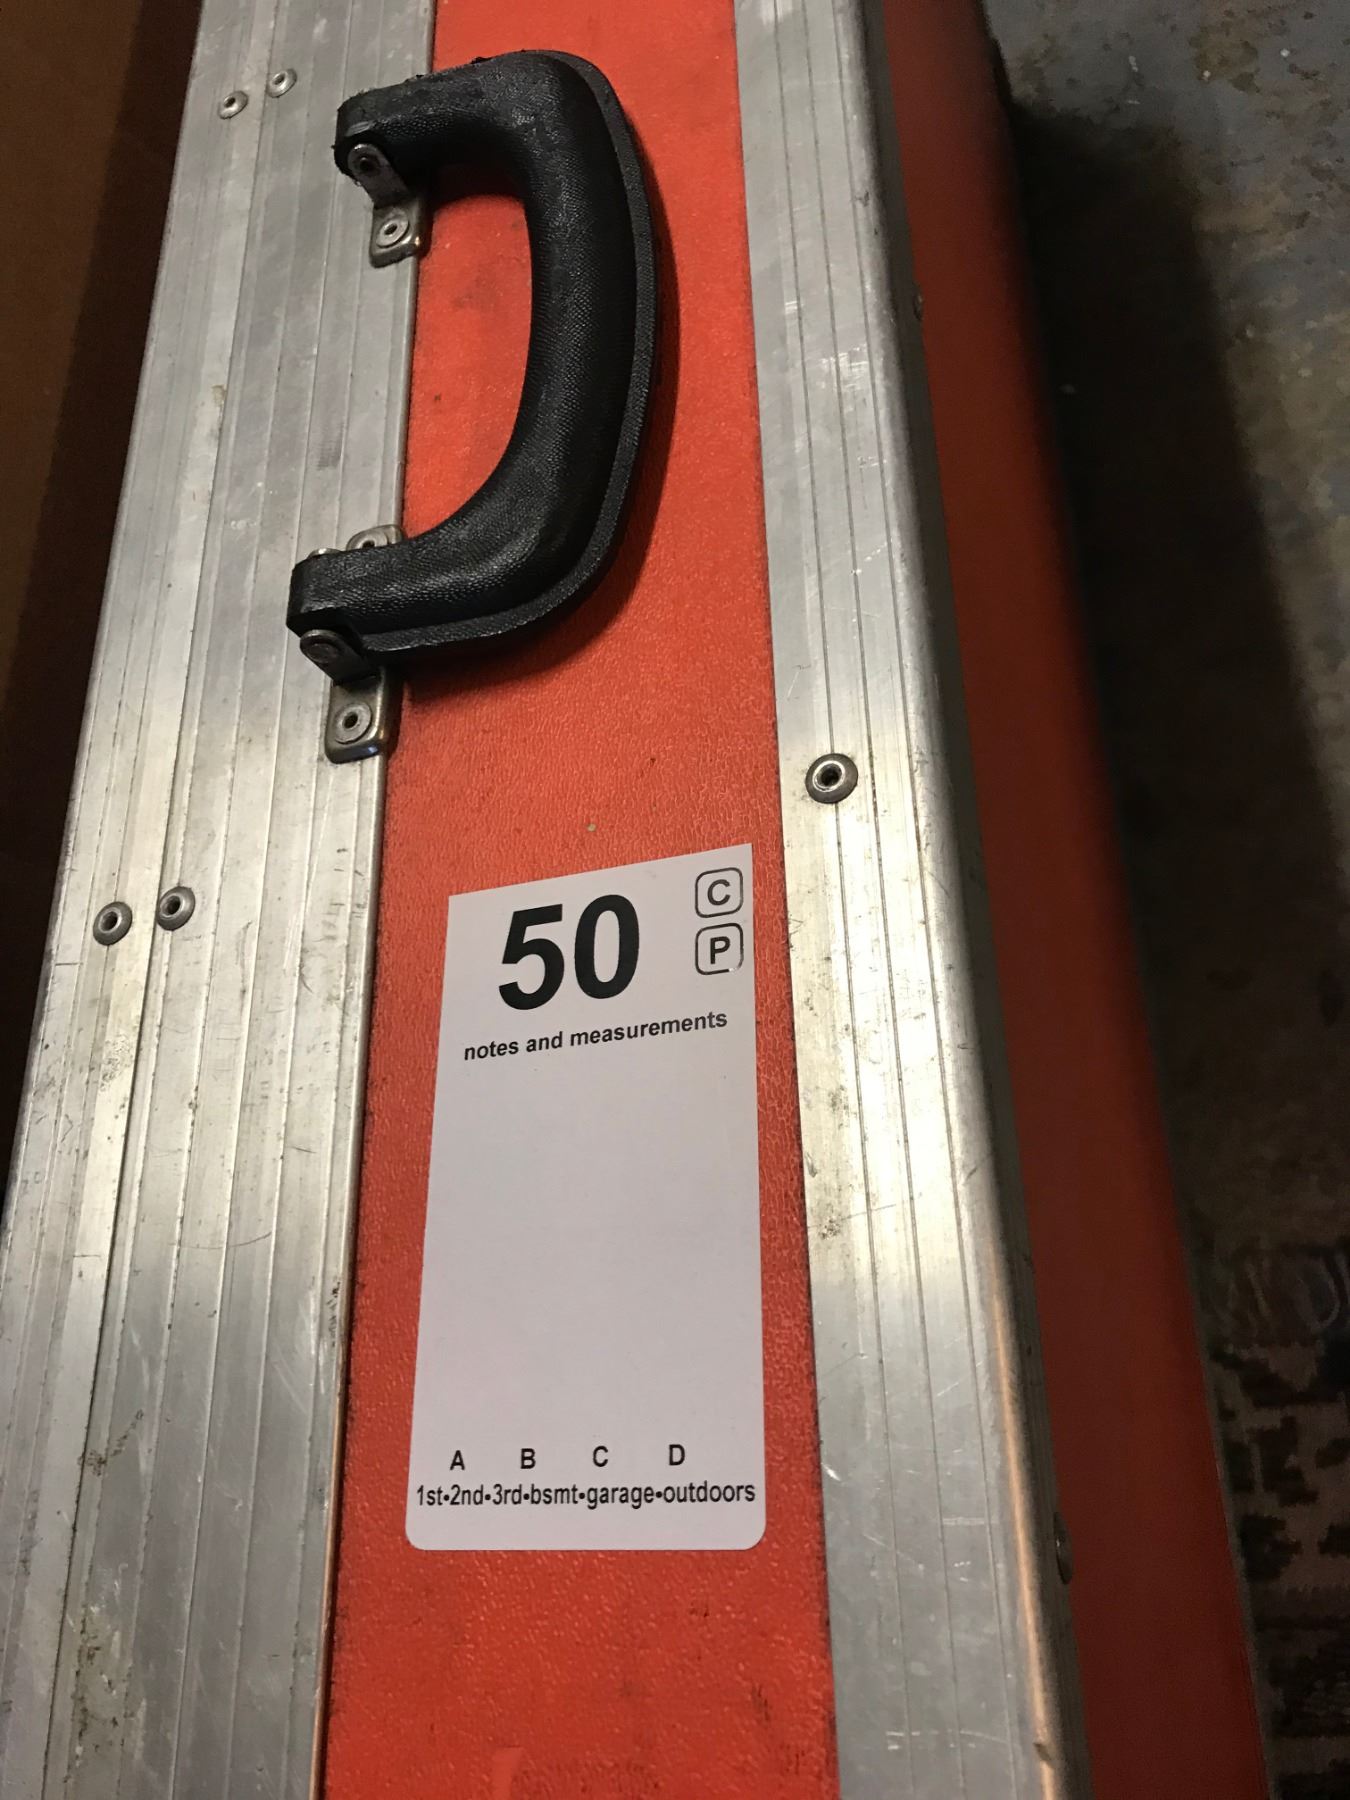 50
C
P
notes and measurements
A B C D
1st•2nd•3rd•bsmt•garage•outdoors